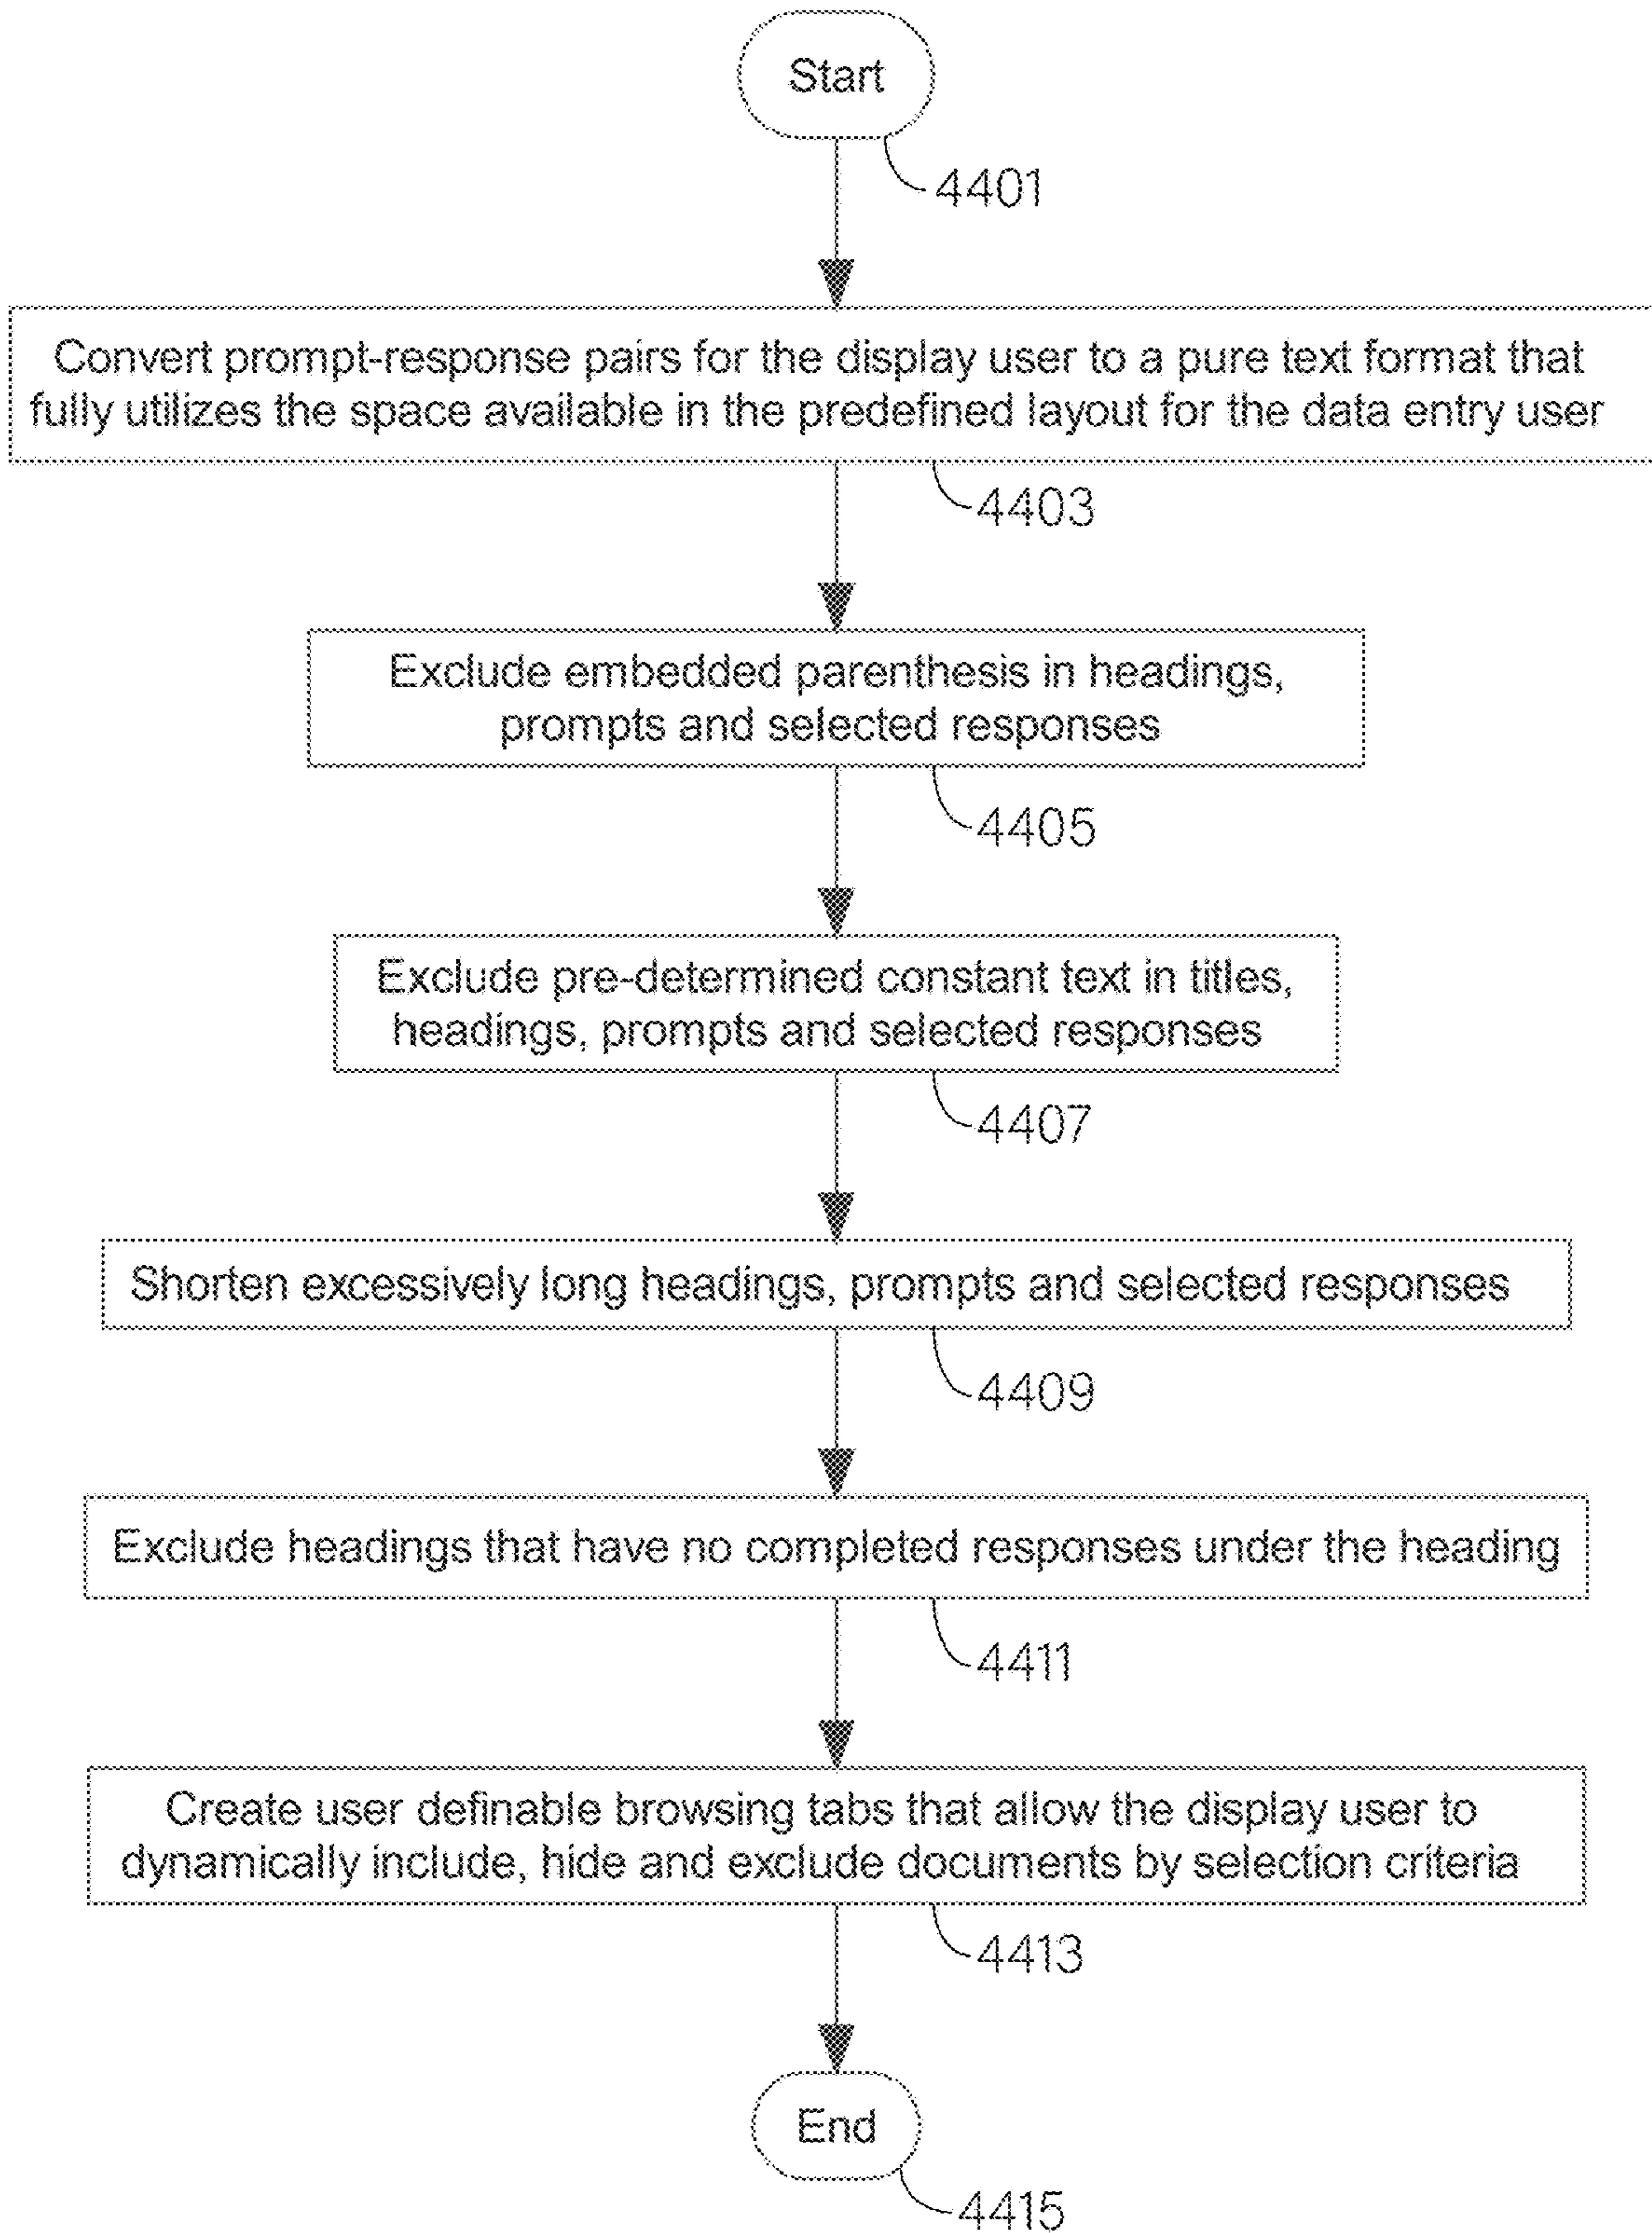 Start
4401
Convert prompt-response pairs for the display user to a pure text format that
fully utilizes the space available in the predefined layout for the data entry user
4403
Exclude embedded parenthesis in headings,
prompts and selected responses
4405
Exclude pre-determined constant text in titles,
headings, prompts and selected responses
4407
Shorten excessively long headings, prompts and selected responses
4409
Exclude headings that have no completed responses under the heading
4411
Create user definable browsing tabs that allow the display user to
dynamically include, hide and exclude documents by selection criteria
4413
End
4415